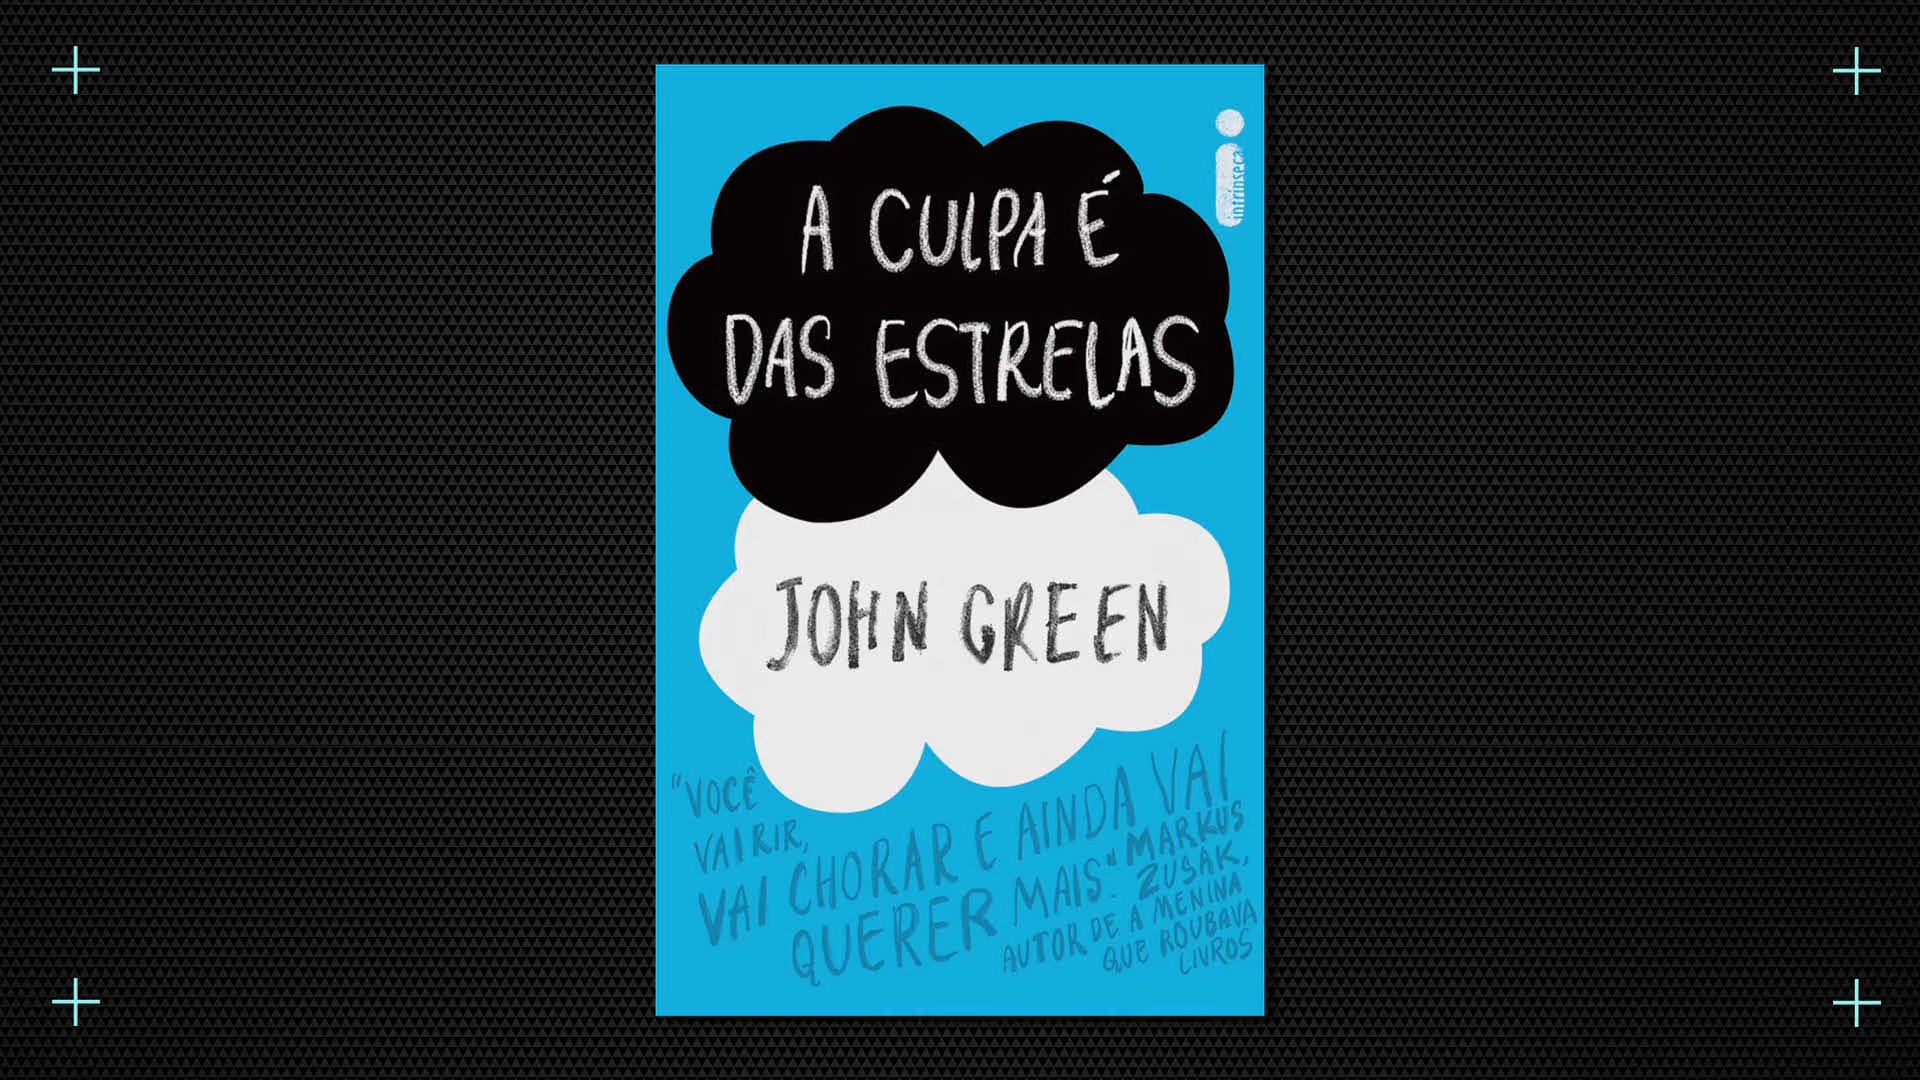 A CULPA É
DAS ESTRELAS
intrínseca
JOHN GREEN
"VOCÊ
VAI RIR,
VAI CHORAR E AINDA VAI
QUERER MAIS."
MARKUS
ZUSAK,
AUTOR DE A MENINA
QUE ROUBAVA
LIVROS